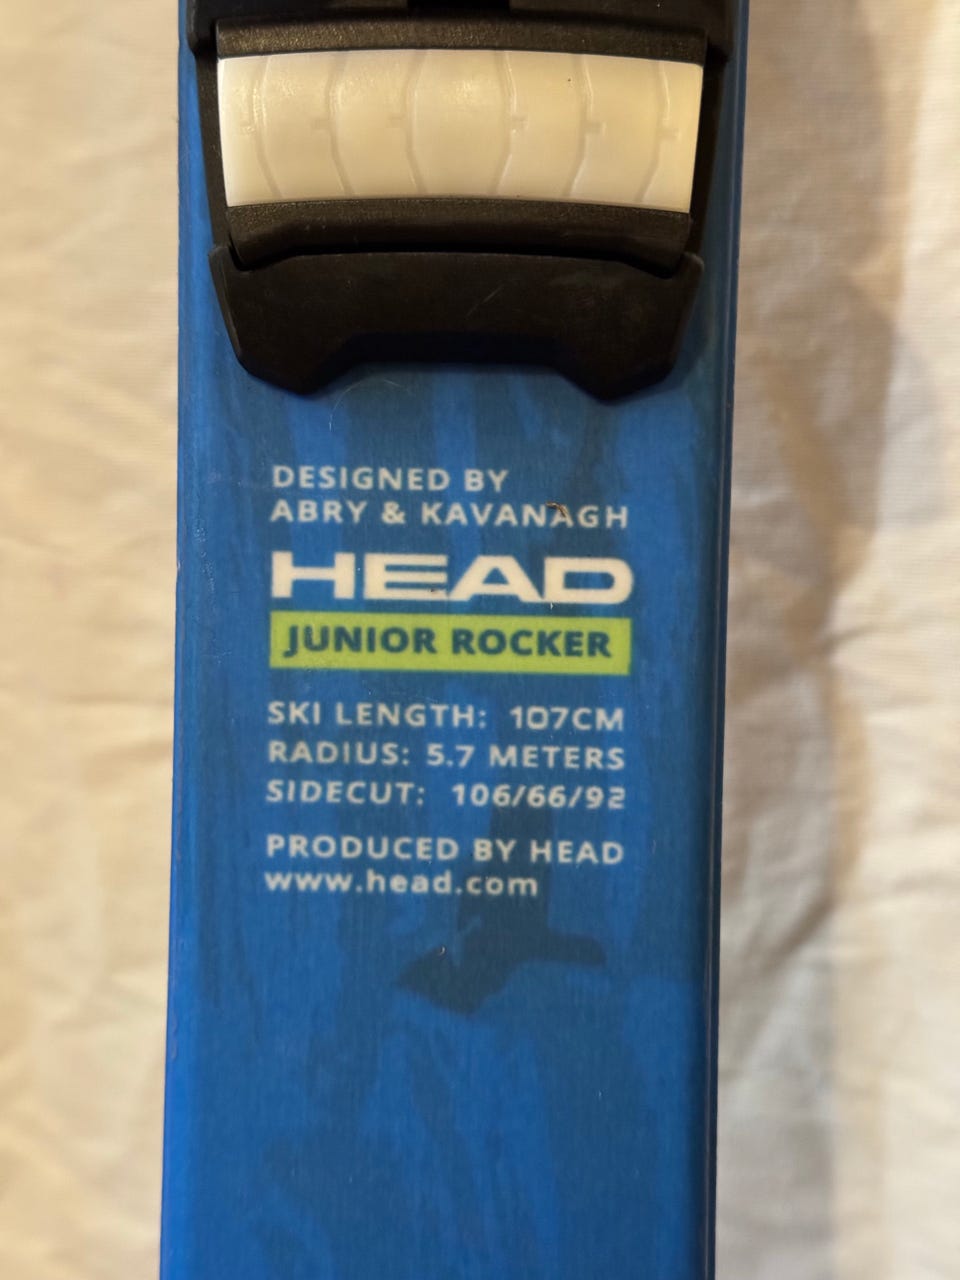 DESIGNED BY
ABRY & KAVANAGH
HEAD
JUNIOR ROCKER
SKI LENGTH: 107CM
RADIUS: 5.7 METERS
SIDECUT: 106/66/92
PRODUCED BY HEAD
www.head.com